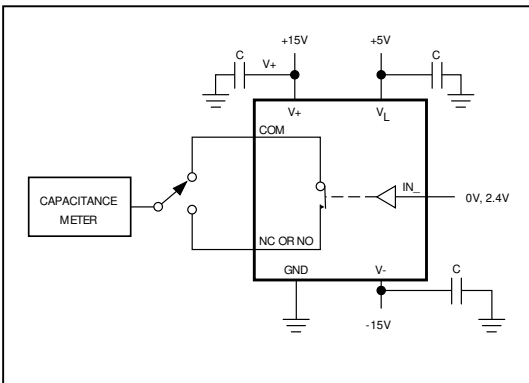 +15V
+5V
C
V+
C
V+
VL
COM
IN_
0V, 2.4V
CAPACITANCE
METER
NC OR NO
GND
V-
C
-15V